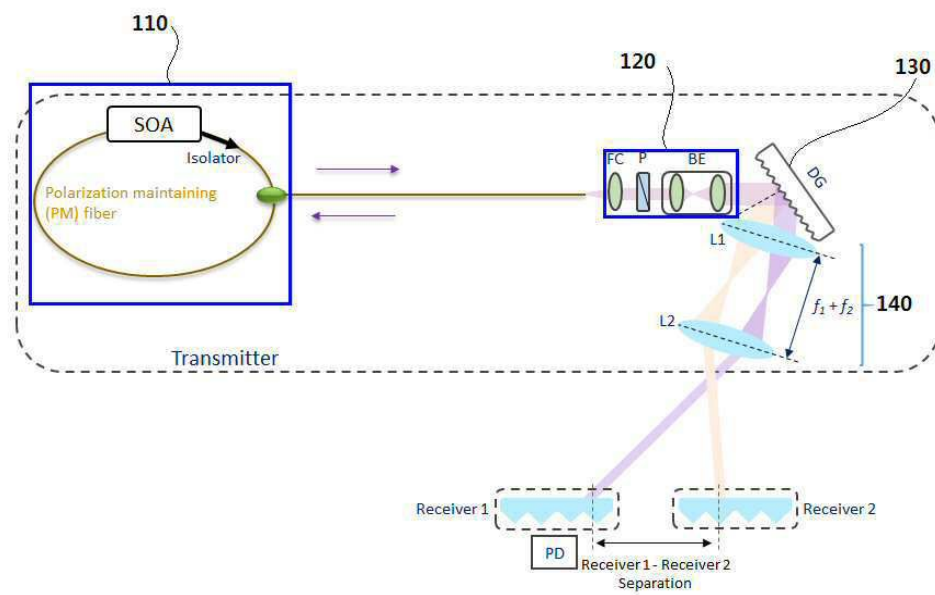 110
120
130
SOA
Isolator
Polarization maintaining
(PM) fiber
FC
P
BE
DG
L1
L2
f₁ + f₂
140
Transmitter
Receiver 1
Receiver 2
PD
Receiver 1 - Receiver 2
Separation